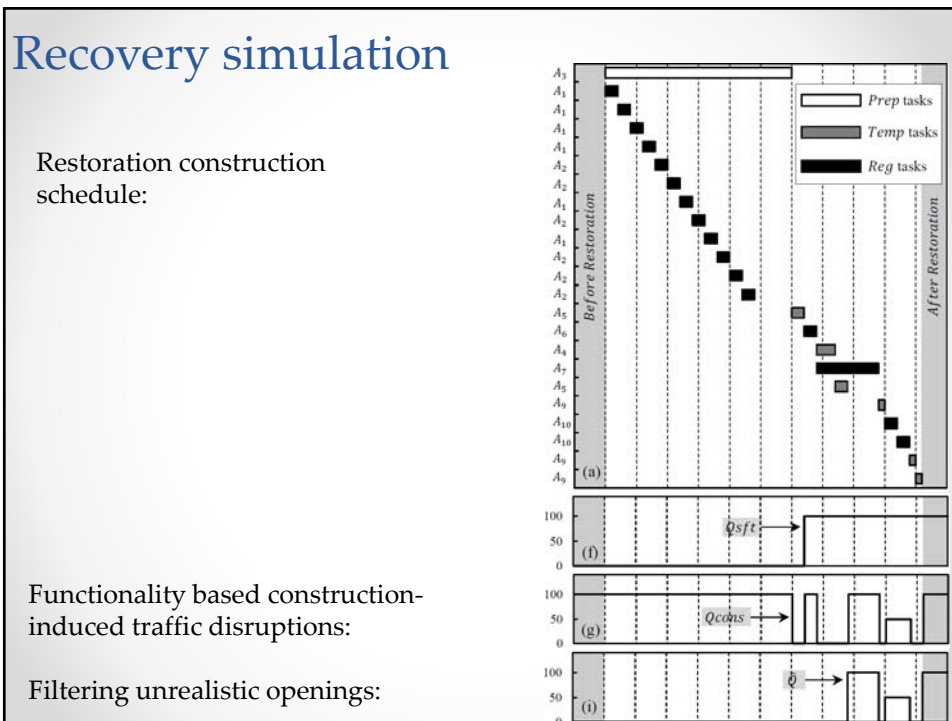 Recovery simulation
Restoration construction
schedule:
Functionality based construction-
induced traffic disruptions:
Filtering unrealistic openings:
A₃
A₁
A₁
A₁
A₁
A₂
A₂
A₁
A₂
A₁
A₂
A₂
A₂
A₅
A₆
A₄
A₇
A₅
A₉
A₁₀
A₁₀
A₉
A₉
Before Restoration
Prep tasks
Temp tasks
Reg tasks
After Restoration
(a)
100
50
0
Qsft
(f)
100
50
0
Qcons
(g)
100
50
0
Q̃
(i)